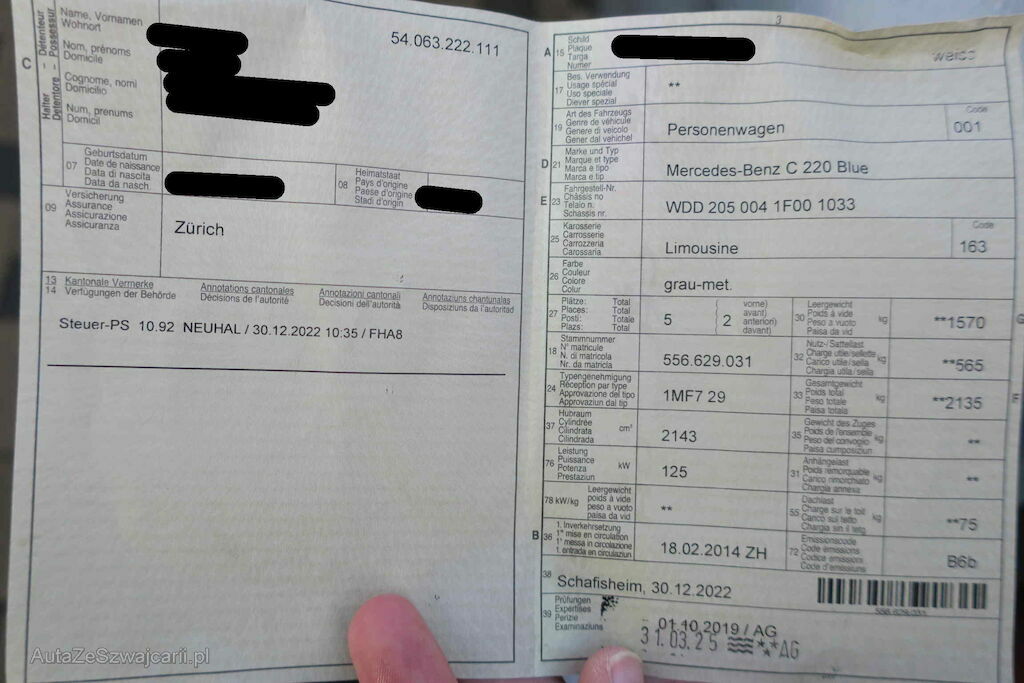 Name, Vornamen
Wohnort
Nom, prénoms
Domicile
Cognome, nomi
Domicilio
Num, prenums
Domicil
C
Halter – Détenteur
Detentore – Possessur
54.063.222.111
07
Geburtsdatum
Date de naissance
Data di nascita
Data da nasch.
08
Heimatstaat
Pays d'origine
Paese d'origine
Stadi d'origin
09
Versicherung
Assurance
Assicurazione
Assicuranza
Zürich
13 Kantonale Vermerke
14 Verfügungen der Behörde
Annotations cantonales
Décisions de l'autorité
Annotazioni cantonali
Decisioni dell'autorità
Annotaziuns chantunalas
Disposiziuns da l'autoritad
Steuer-PS 10.92 NEUHAL / 30.12.2022 10:35 / FHA8
3
A 15
Schild
Plaque
Targa
Numer
weiss
17
Bes. Verwendung
Usage spécial
Uso speciale
Diever spezial
**
19
Art des Fahrzeugs
Genre de véhicule
Genere di veicolo
Gener dal vehichel
Personenwagen
Code
001
D 21
Marke und Typ
Marque et type
Marca e tipo
Marca e tip
Mercedes-Benz C 220 Blue
E 23
Fahrgestell-Nr.
Châssis no
Telaio n.
Schassis nr.
WDD 205 004 1F00 1033
25
Karosserie
Carrosserie
Carrozzeria
Carossaria
Limousine
Code
163
26
Farbe
Couleur
Colore
Colur
grau-met.
27
Plätze: Total
Places: Total
Posti: Totale
Plazs: Total
5
2
vorne)
avant)
anteriori)
davant)
30
Leergewicht
Poids à vide
Peso a vuoto
Paisa da vid
kg
**1570
G
18
Stammnummer
N° matricule
N. di matricola
Nr. da matricla
556.629.031
32
Nutz-/Sattellast
Charge utile/sellette
Carico utile/sella
Chargia utila/sella
kg
**565
24
Typengenehmigung
Réception par type
Approvazione del tipo
Approvaziun dal tip
1MF7 29
33
Gesamtgewicht
Poids total
Peso totale
Paisa totala
kg
**2135
F
37
Hubraum
Cylindrée
Cilindrata
Cilindrada
cm³
2143
35
Gewicht des Zuges
Poids de l'ensemble
Peso del convoglio
Paisa cumposiziun
kg
**
76
Leistung
Puissance
Potenza
Prestaziun
kW
125
31
Anhängelast
Poids remorquable
Carico rimorchiato
Chargia annexa
kg
**
78 kW/kg
Leergewicht
poids à vide
peso a vuoto
paisa da vid
**
55
Dachlast
Charge sur le toit
Carico sul tetto
Chargia sin il tetg
kg
**75
B 36
1. Inverkehrsetzung
1re mise en circulation
1a messa in circolazione
1. entrada en circulaziun
18.02.2014 ZH
72
Emissionscode
Code émissions
Codice emissioni
Code d'emissiuns
B6b
38
Schafisheim, 30.12.2022
556.629.031
39
Prüfungen
Expertises
Perizie
Examinaziuns
01.10.2019 / AG
31.03.25 **AG
AutaZeSzwajcarii.pl